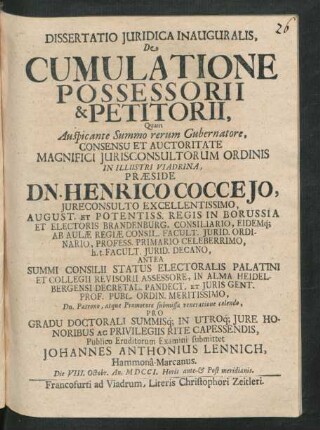 26
DISSERTATIO JURIDICA INAUGURALIS,
De
CUMULATIONE
POSSESSORII
& PETITORII,
Quam
Auspicante Summo rerum Gubernatore,
CONSENSU ET AUCTORITATE
MAGNIFICI JURISCONSULTORUM ORDINIS
IN ILLUSTRI VIADRINA,
PRÆSIDE
DN. HENRICO COCCEJO,
JURECONSULTO EXCELLENTISSIMO,
AUGUST. ET POTENTISS. REGIS IN BORUSSIA
ET ELECTORIS BRANDENBURG. CONSILIARIO, EIDEMq;
AB AULÆ REGIÆ CONSIL. FACULT. JURID. ORDI-
NARIO, PROFESS. PRIMARIO CELEBERRIMO,
h.t. FACULT. JURID. DECANO,
ANTEA
SUMMI CONSILII STATUS ELECTORALIS PALATINI
ET COLLEGII REVISORII ASSESSORE, IN ALMA HEIDEL-
BERGENSI DECRETAL. PANDECT. ET JURIS GENT.
PROF. PUBL. ORDIN. MERITISSIMO,
Dn. Patrono, atque Promotore submissa veneratione colendo,
PRO
GRADU DOCTORALI SUMMISq; IN UTROq; JURE HO-
NORIBUS AC PRIVILEGIIS RITE CAPESSENDIS,
Publico Eruditorum Examini submittet
JOHANNES ANTHONIUS LENNICH,
Hammonâ-Marcanus.
Die VIII. Octobr. An. MDCCI. Horis ante & Post meridianis.
Francofurti ad Viadrum, Literis Christophori Zeitleri.